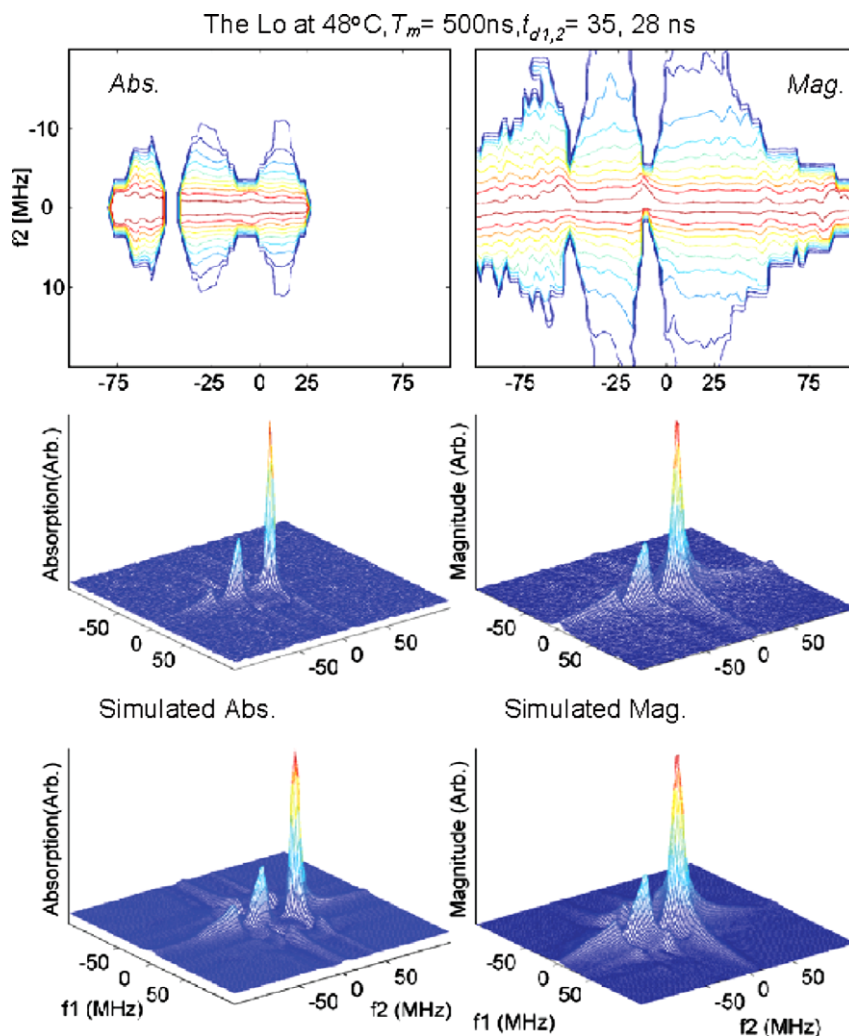 The Lo at 48°C, Tm= 500ns, td1,2= 35, 28 ns
Abs.
Mag.
f2 [MHz]
-10
0
10
-75 -25 0 25 75
-75 -25 0 25 75
Absorption(Arb.)
-50 0 50
-50 0 50
Magnitude (Arb.)
-50 0 50
-50 0 50
Simulated Abs.
Simulated Mag.
Absorption(Arb.)
-50 0 50
f1 (MHz)
-50 0 50
f2 (MHz)
Magnitude (Arb.)
-50 0 50
f1 (MHz)
-50 0 50
f2 (MHz)